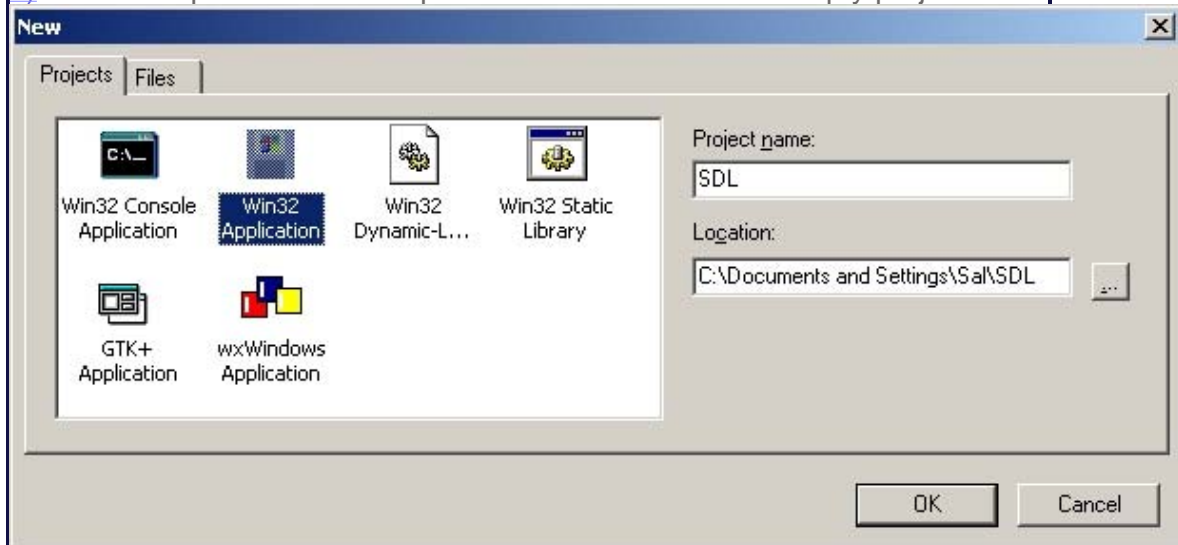 New
Projects
Files
C:\_
Win32 Console
Application
Win32
Application
Win32
Dynamic-L...
Win32 Static
Library
GTK+
Application
wxWindows
Application
Project name:
SDL
Location:
C:\Documents and Settings\Sal\SDL
...
OK
Cancel